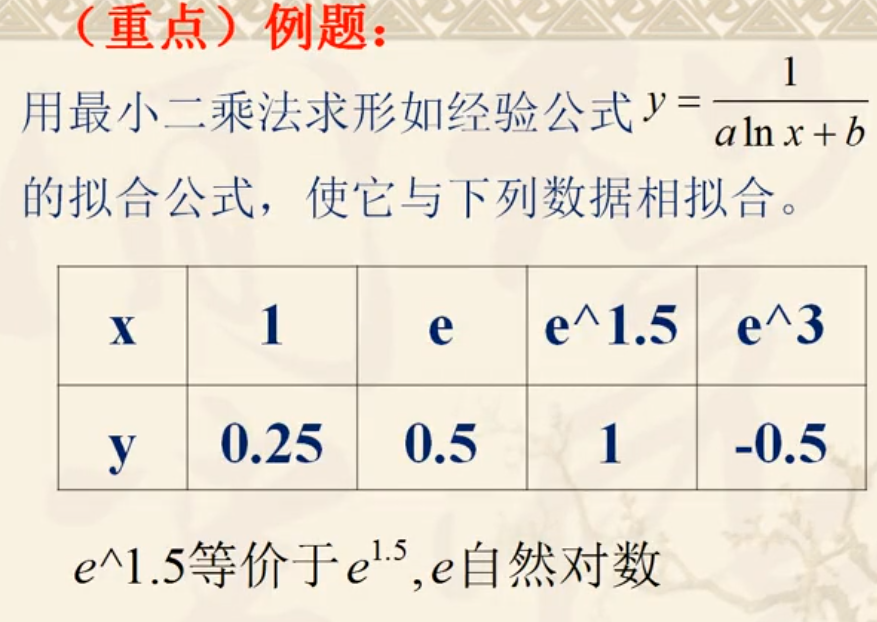 （重点）例题：
用最小二乘法求形如经验公式 y = 1/(a ln x + b)
的拟合公式，使它与下列数据相拟合。
x 1 e e^1.5 e^3
y 0.25 0.5 1 -0.5
e^1.5等价于e^{1.5},e自然对数